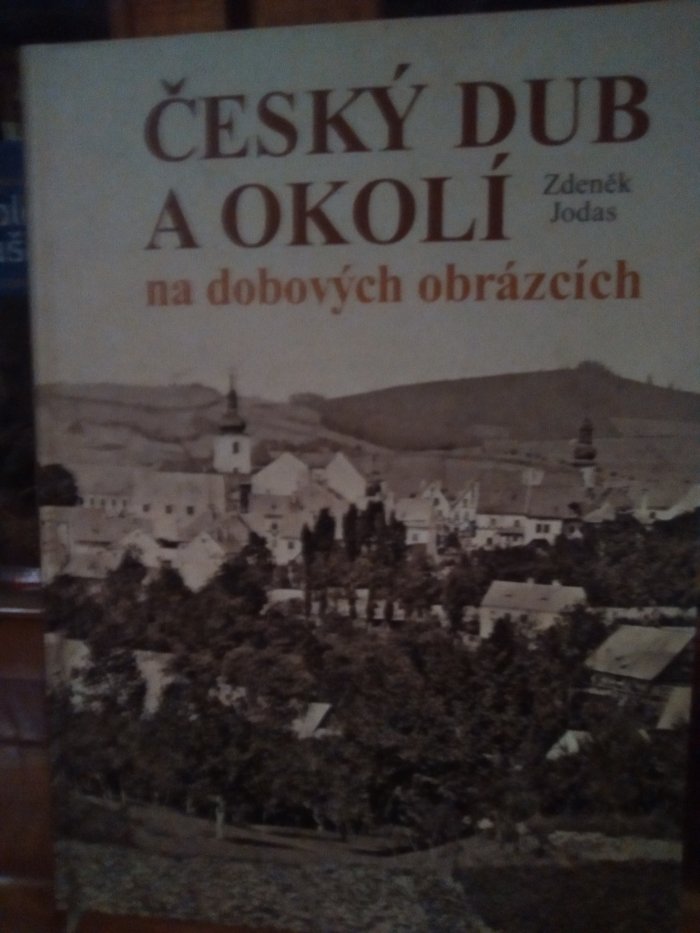 ČESKÝ DUB
A OKOLÍ
Zdeněk
Jodas
na dobových obrázcích